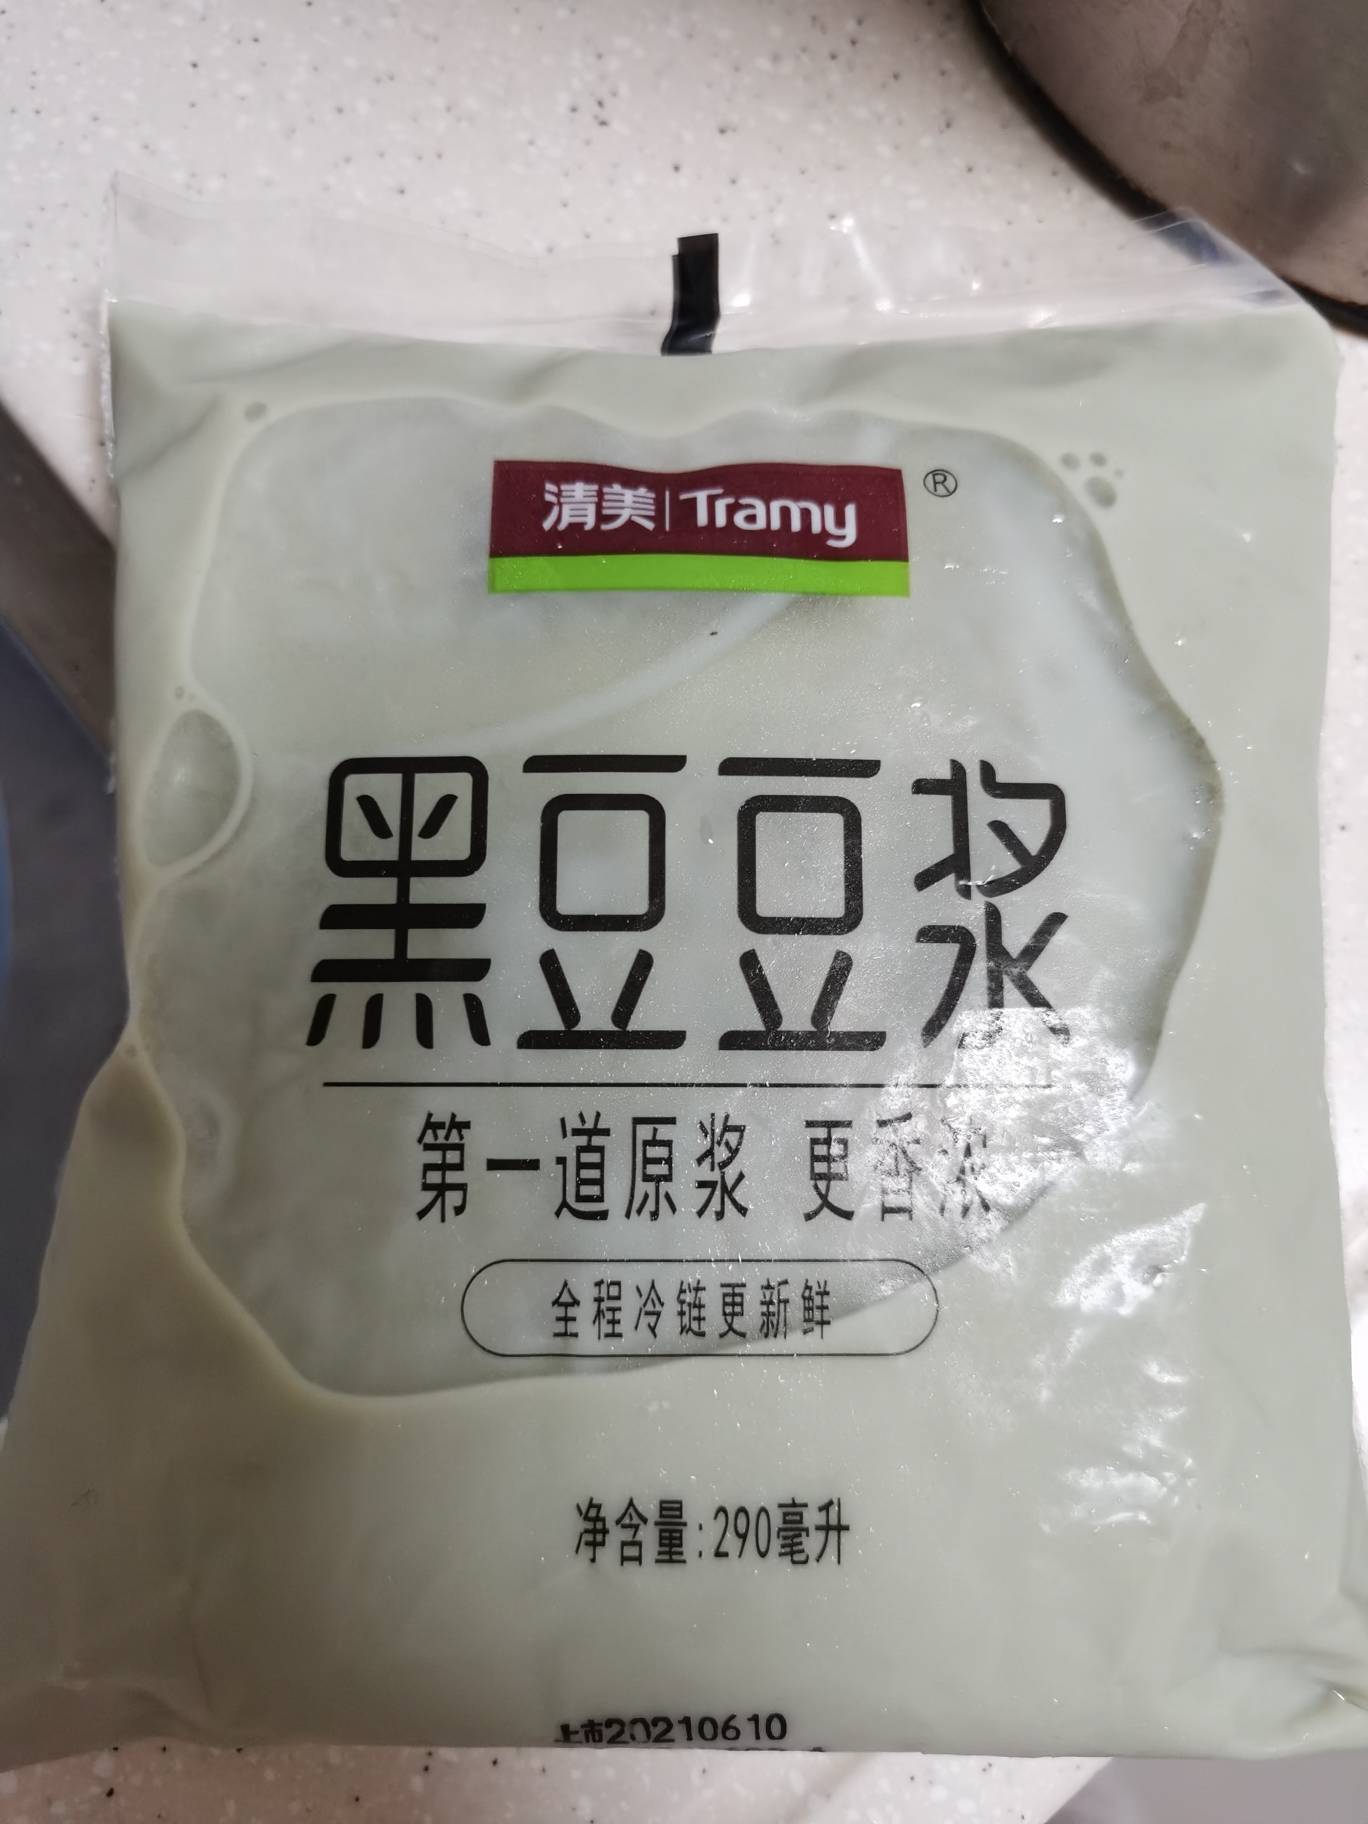 清美|Tramy®
黑豆豆浆
第一道原浆 更香浓
全程冷链更新鲜
净含量:290毫升
上市20210610